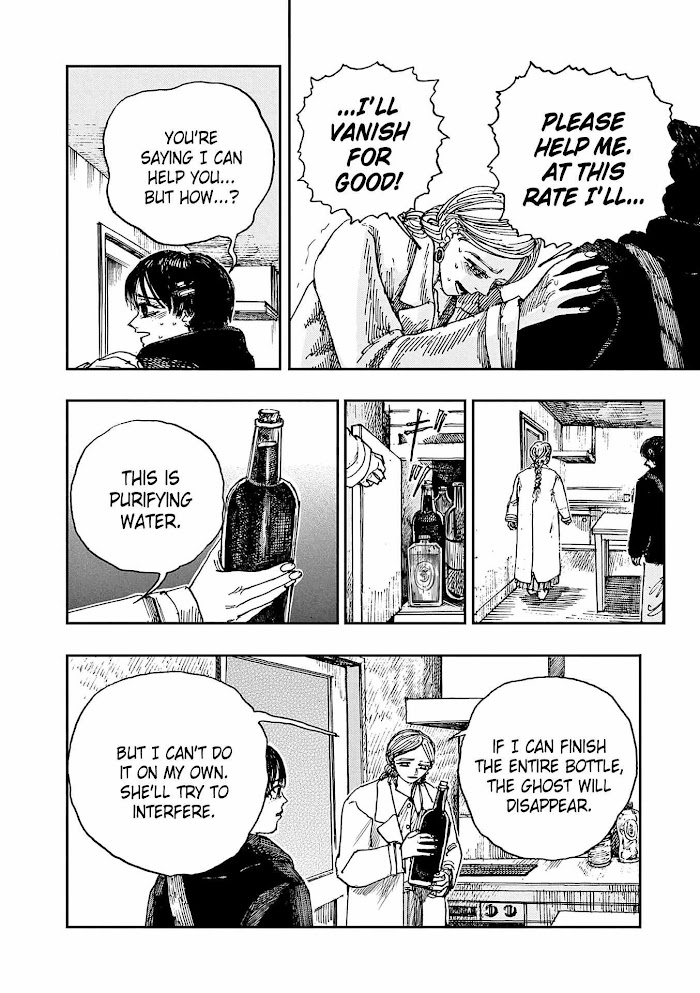 PLEASE
HELP ME.
AT THIS
RATE I'LL...
...I'LL
VANISH
FOR
GOOD!
YOU'RE
SAYING I CAN
HELP YOU...
BUT HOW...?
THIS IS
PURIFYING
WATER.
IF I CAN FINISH
THE ENTIRE BOTTLE,
THE GHOST WILL
DISAPPEAR.
BUT I CAN'T DO
IT ON MY OWN.
SHE'LL TRY TO
INTERFERE.